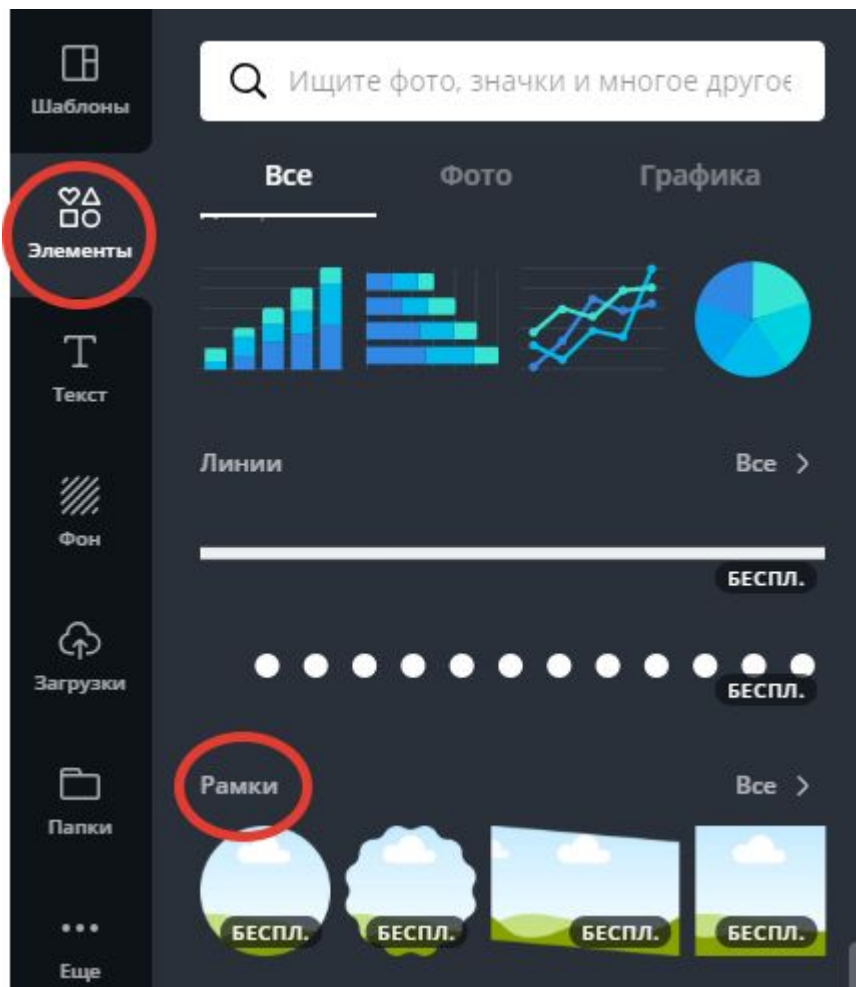 Шаблоны
Элементы
Текст
Фон
Загрузки
Папки
Еще
Ищите фото, значки и многое другое
Все Фото Графика
Линии Все >
БЕСПЛ.
БЕСПЛ.
Рамки Все >
БЕСПЛ. БЕСПЛ. БЕСПЛ. БЕСПЛ.